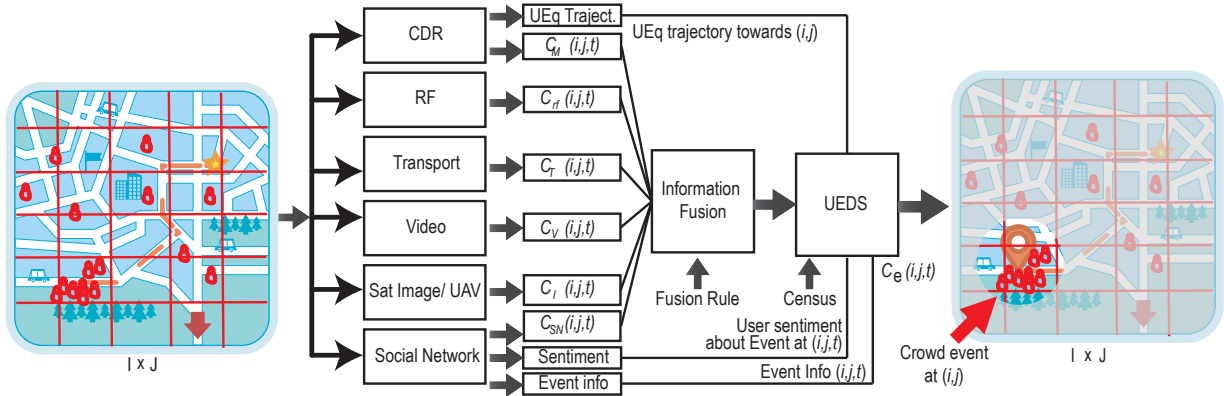 I x J
CDR
RF
Transport
Video
Sat Image/ UAV
Social Network
UEq Traject.
C_M (i,j,t)
C_rf (i,j,t)
C_T (i,j,t)
C_V (i,j,t)
C_I (i,j,t)
C_SN(i,j,t)
Sentiment
Event info
UEq trajectory towards (i,j)
Information
Fusion
Fusion Rule
UEDS
Census
User sentiment
about Event at (i,j,t)
Event Info (i,j,t)
C_e (i,j,t)
Crowd event
at (i,j)
I x J